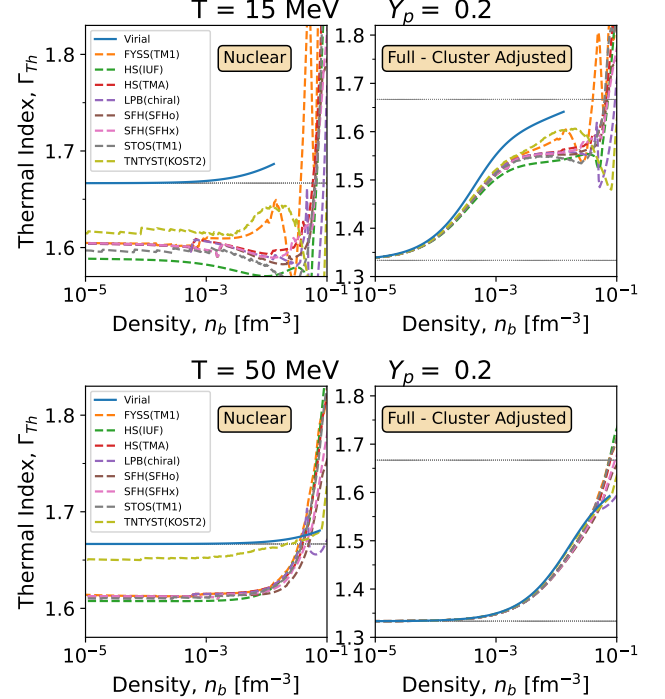 T = 15 MeV
Y_p = 0.2
Thermal Index, Γ_Th
1.8
1.7
1.6
Virial
FYSS(TM1)
HS(IUF)
HS(TMA)
LPB(chiral)
SFH(SFHo)
SFH(SFHx)
STOS(TM1)
TNTYST(KOST2)
Nuclear
10⁻⁵
10⁻³
10⁻¹
Density, n_b [fm⁻³]
1.8
1.7
1.6
1.5
1.4
1.3
Full - Cluster Adjusted
10⁻⁵
10⁻³
10⁻¹
Density, n_b [fm⁻³]
T = 50 MeV
Y_p = 0.2
Thermal Index, Γ_Th
1.8
1.7
1.6
Virial
FYSS(TM1)
HS(IUF)
HS(TMA)
LPB(chiral)
SFH(SFHo)
SFH(SFHx)
STOS(TM1)
TNTYST(KOST2)
Nuclear
10⁻⁵
10⁻³
10⁻¹
Density, n_b [fm⁻³]
1.8
1.7
1.6
1.5
1.4
1.3
Full - Cluster Adjusted
10⁻⁵
10⁻³
10⁻¹
Density, n_b [fm⁻³]